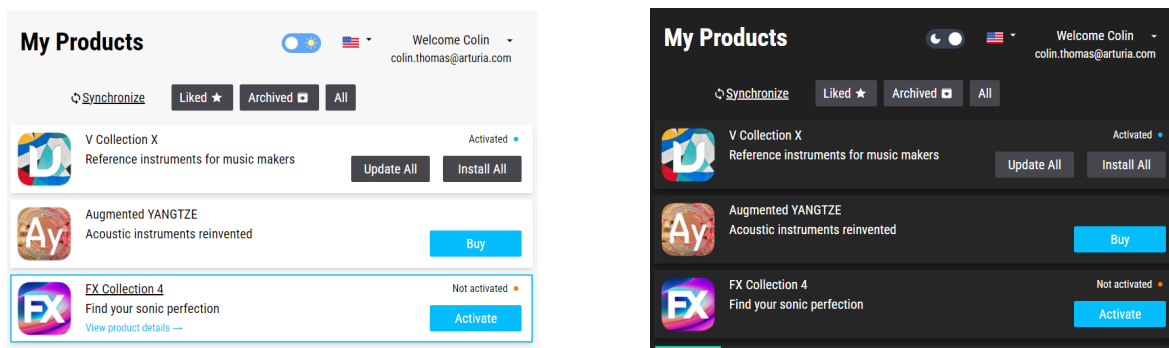 My Products
Welcome Colin
colin.thomas@arturia.com
Synchronize
Liked
Archived
All
V Collection X
Activated
Reference instruments for music makers
Update All
Install All
Ay
Augmented YANGTZE
Acoustic instruments reinvented
Buy
FX
FX Collection 4
Not activated
Find your sonic perfection
View product details →
Activate
My Products
Welcome Colin
colin.thomas@arturia.com
Synchronize
Liked
Archived
All
V Collection X
Activated
Reference instruments for music makers
Update All
Install All
Ay
Augmented YANGTZE
Acoustic instruments reinvented
Buy
FX
FX Collection 4
Not activated
Find your sonic perfection
Activate